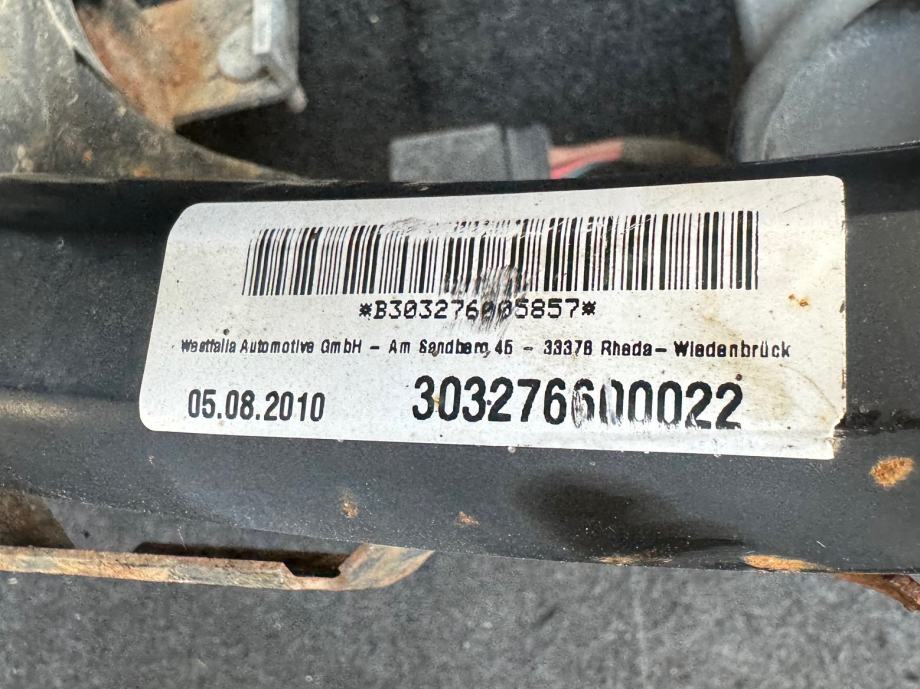 *B303276005857*
Westfalia Automotive GmbH - Am Sandberg 45 - 33378 Rheda-Wiedenbrück
05.08.2010 303276600022